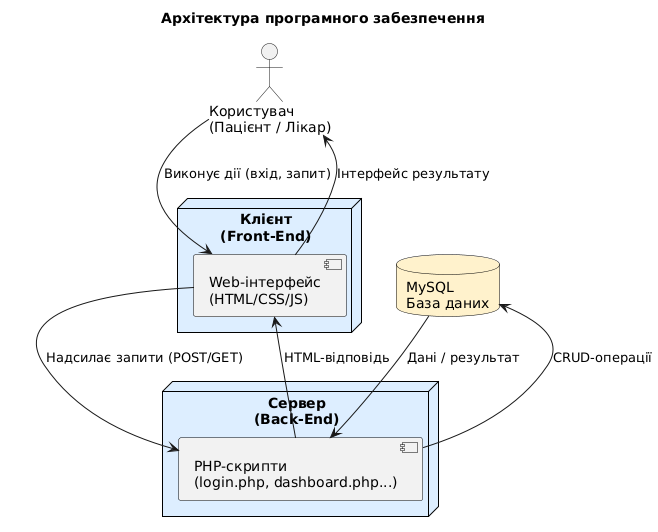 Архітектура програмного забезпечення
Користувач
(Пацієнт / Лікар)
Виконує дії (вхід, запит)
Інтерфейс результату
Клієнт
(Front-End)
Web-інтерфейс
(HTML/CSS/JS)
MySQL
База даних
Надсилає запити (POST/GET)
HTML-відповідь
Дані / результат
CRUD-операції
Сервер
(Back-End)
PHP-скрипти
(login.php, dashboard.php...)